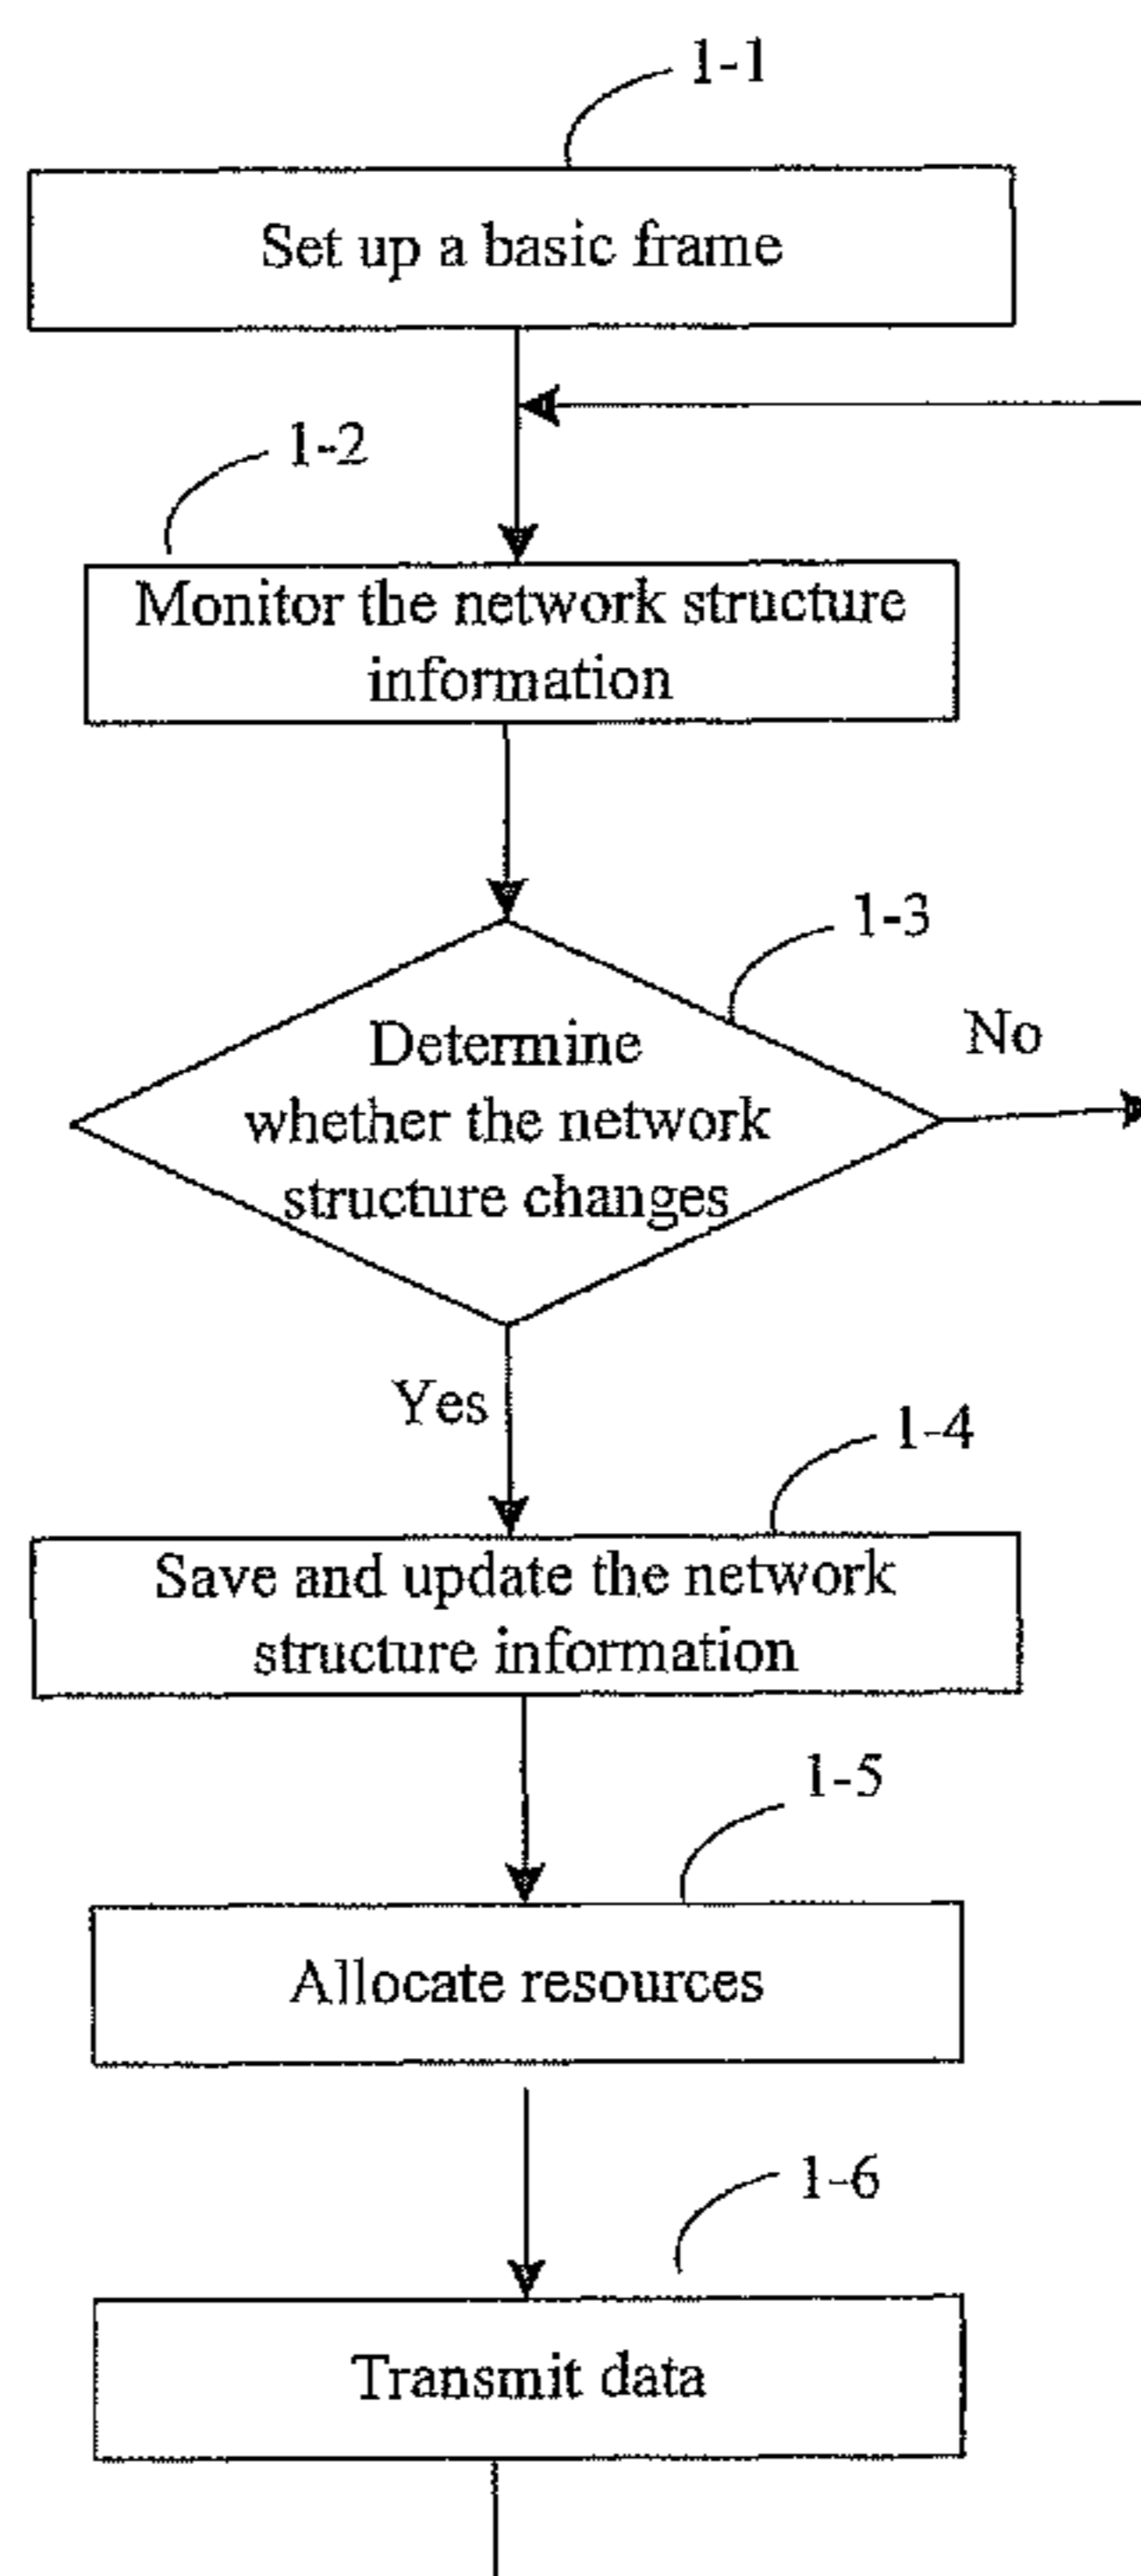 1-1
Set up a basic frame
1-2
Monitor the network structure
information
1-3
Determine
whether the network
structure changes
No
Yes
1-4
Save and update the network
structure information
1-5
Allocate resources
1-6
Transmit data